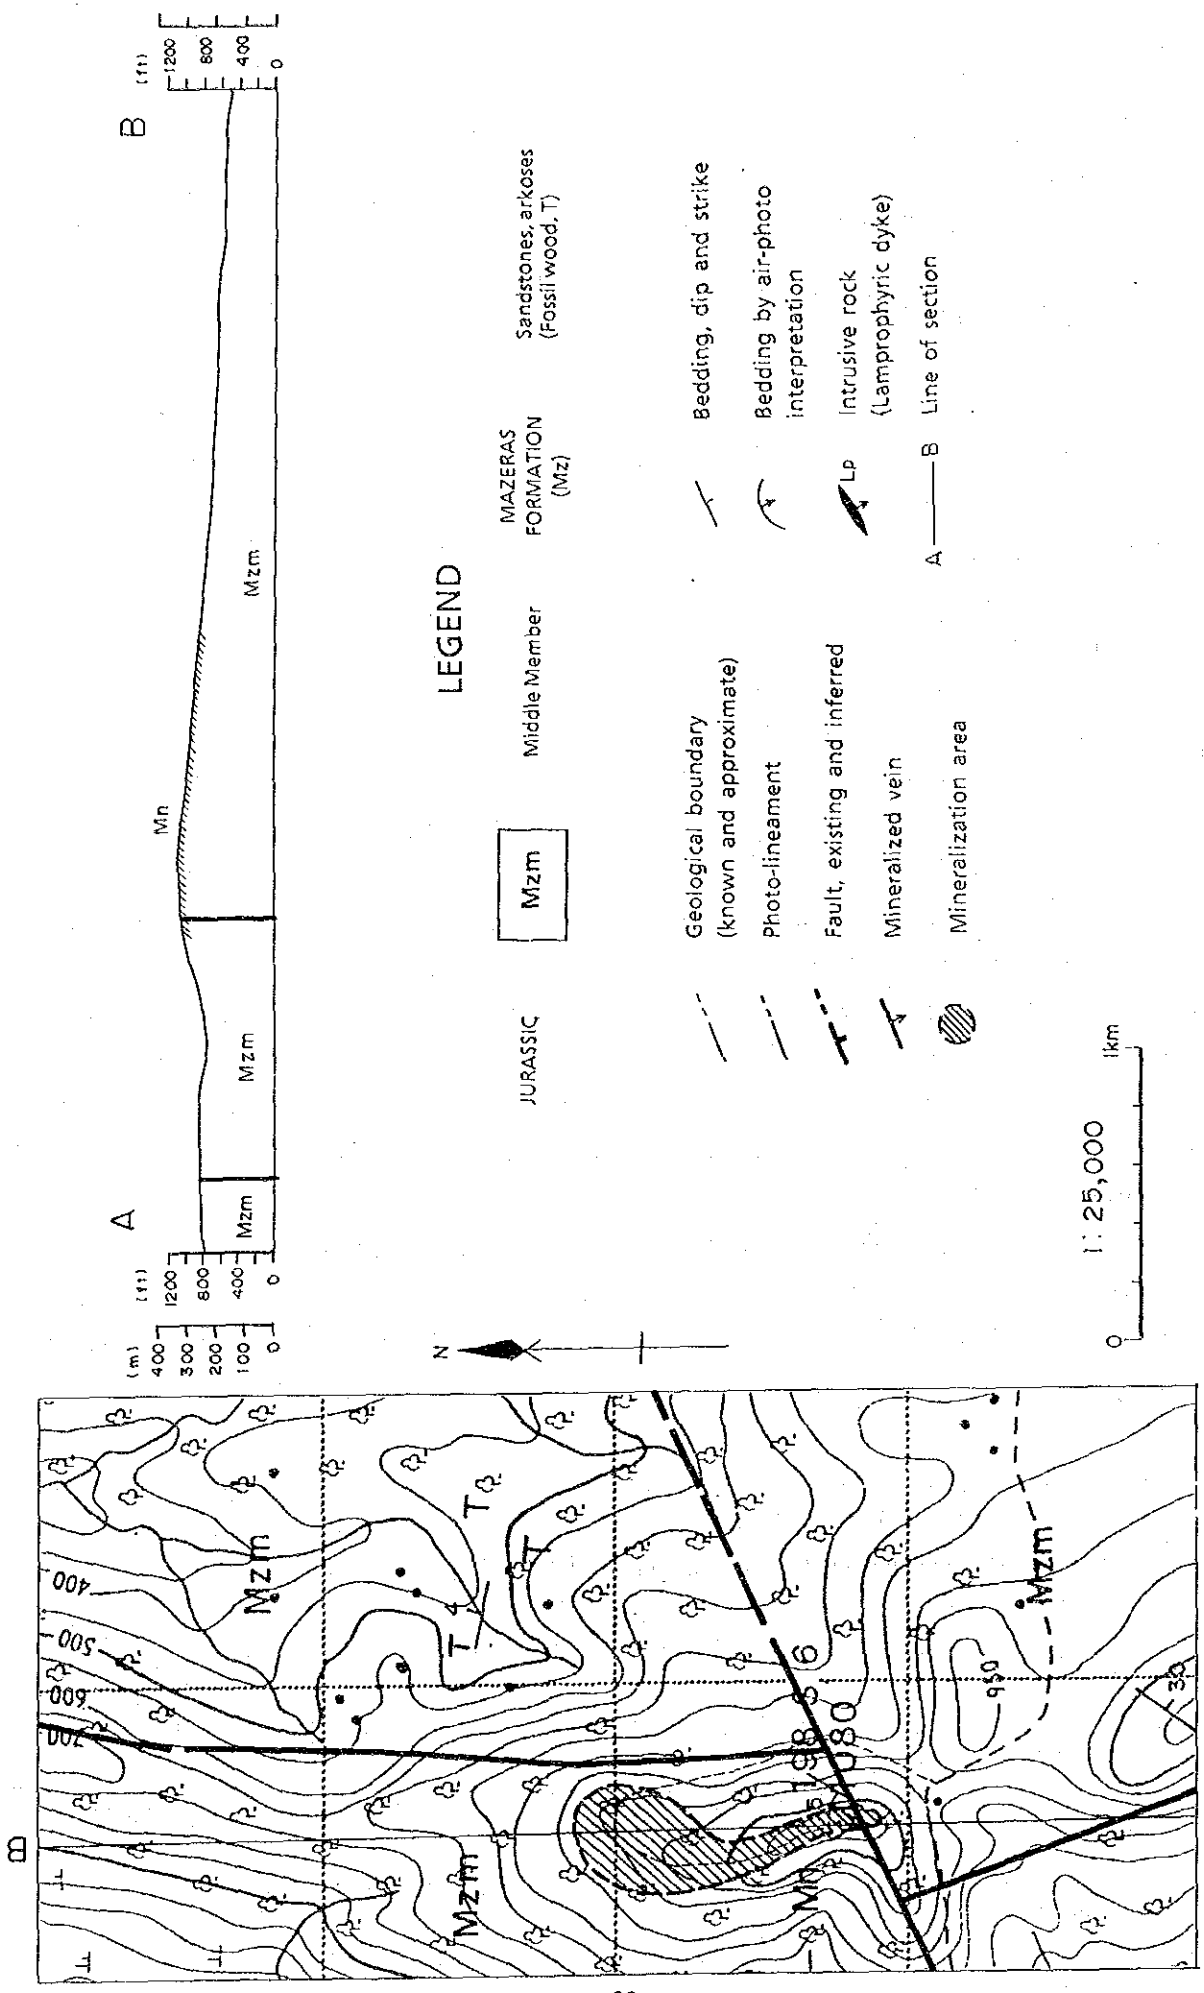 A
B
(m)
400
300
200
100
0
(ft)
1200
800
400
0
(ft)
1200
800
400
0
Mn
Mzm
Mzm
Mzm
LEGEND
JURASSIC
Mzm
Middle Member
MAZERAS
FORMATION
(Mz)
Sandstones, arkoses
(Fossil wood, T)
Geological boundary
(known and approximate)
Photo-lineament
Fault, existing and inferred
Mineralized vein
Mineralization area
Bedding, dip and strike
Bedding by air-photo
interpretation
Lp
Intrusive rock
(Lamprophyric dyke)
A
B
Line of section
N
1:25,000
0
1km
B
400
500
600
700
Mzm
T
T
T
4
T
T
Mzm
Mn
950
Mzm